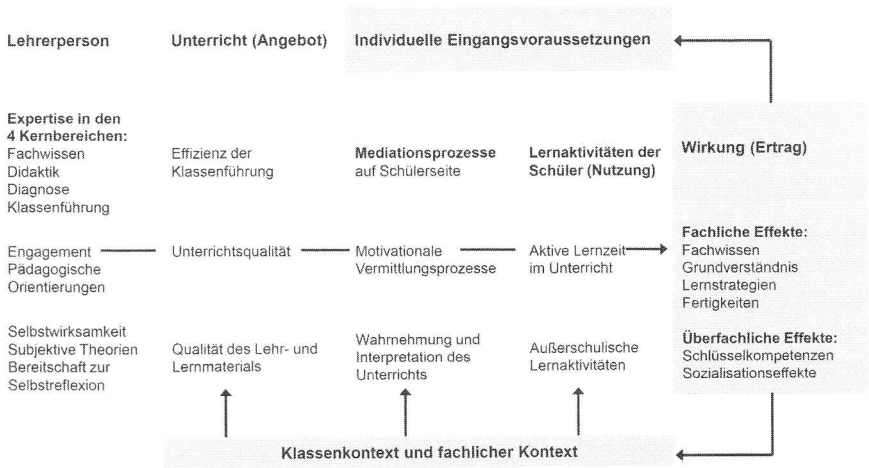 Lehrerperson
Unterricht (Angebot)
Individuelle Eingangsvoraussetzungen
Expertise in den
4 Kernbereichen:
Fachwissen
Didaktik
Diagnose
Klassenführung
Effizienz der
Klassenführung
Mediationsprozesse
auf Schülerseite
Lernaktivitäten der
Schüler (Nutzung)
Wirkung (Ertrag)
Engagement
Pädagogische
Orientierungen
Unterrichtsqualität
Motivationale
Vermittlungsprozesse
Aktive Lernzeit
im Unterricht
Fachliche Effekte:
Fachwissen
Grundverständnis
Lernstrategien
Fertigkeiten
Selbstwirksamkeit
Subjektive Theorien
Bereitschaft zur
Selbstreflexion
Qualität des Lehr- und
Lernmaterials
Wahrnehmung und
Interpretation des
Unterrichts
Außerschulische
Lernaktivitäten
Überfachliche Effekte:
Schlüsselkompetenzen
Sozialisationseffekte
Klassenkontext und fachlicher Kontext